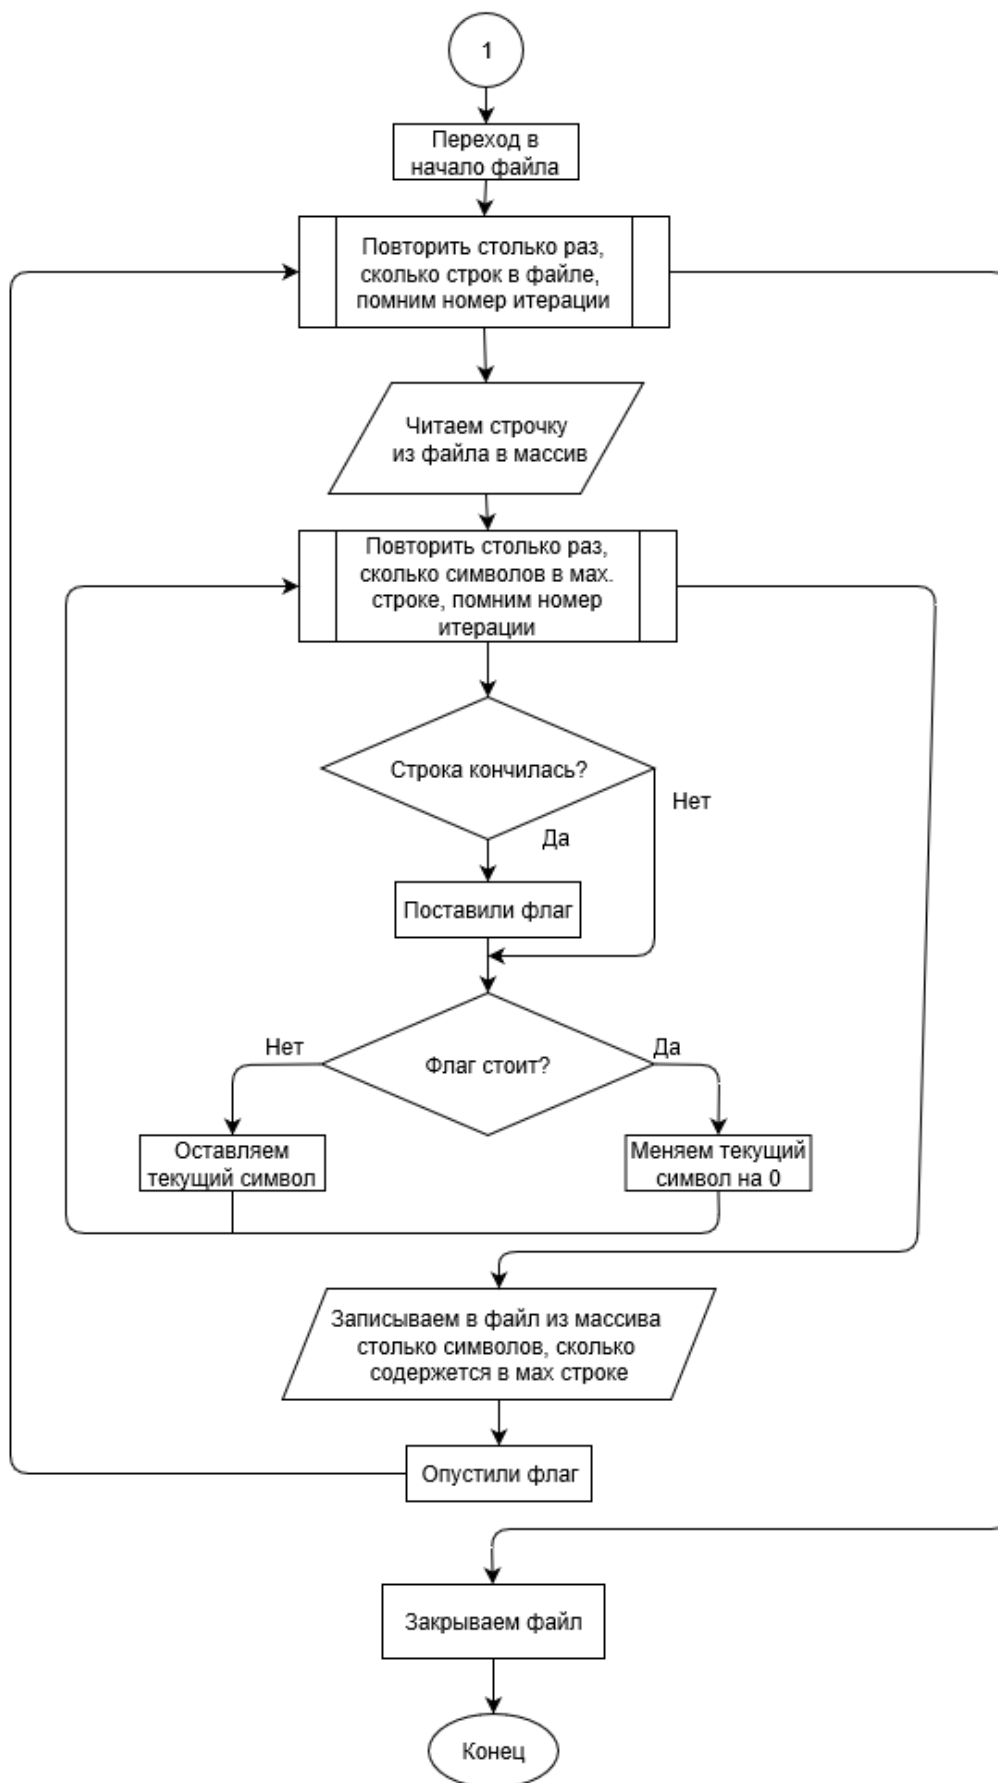 1
Переход в
начало файла
Повторить столько раз,
сколько строк в файле,
помним номер итерации
Читаем строчку
из файла в массив
Повторить столько раз,
сколько символов в мах.
строке, помним номер
итерации
Строка кончилась?
Нет
Да
Поставили флаг
Нет
Да
Флаг стоит?
Оставляем
текущий символ
Меняем текущий
символ на 0
Записываем в файл из массива
столько символов, сколько
содержется в мах строке
Опустили флаг
Закрываем файл
Конец